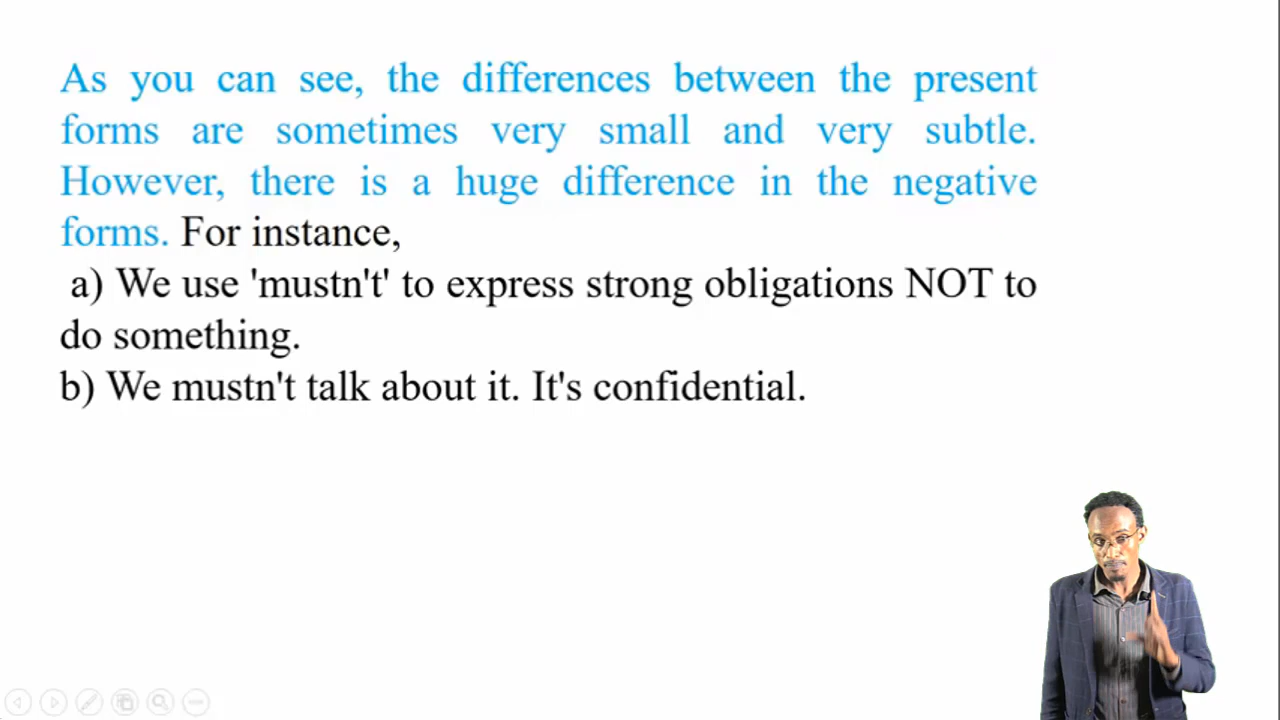 As you can see, the differences between the present
forms are sometimes very small and very subtle.
However, there is a huge difference in the negative
forms. For instance,
a) We use 'mustn't' to express strong obligations NOT to
do something.
b) We mustn't talk about it. It's confidential.